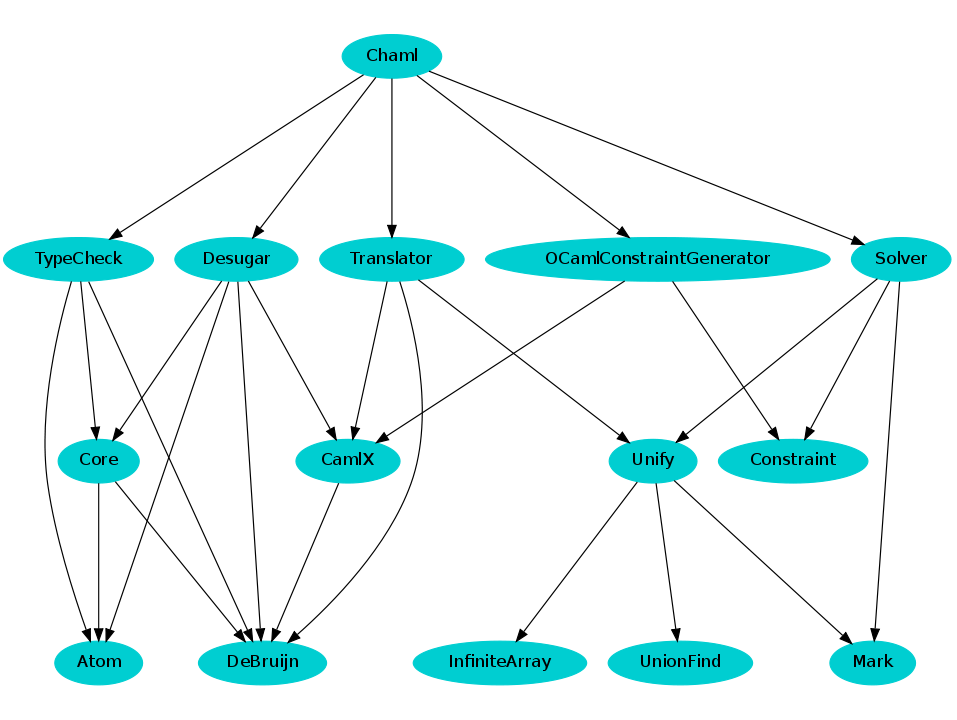 Chaml
TypeCheck
Desugar
Translator
OCamlConstraintGenerator
Solver
Core
CamlX
Unify
Constraint
Atom
DeBruijn
InfiniteArray
UnionFind
Mark